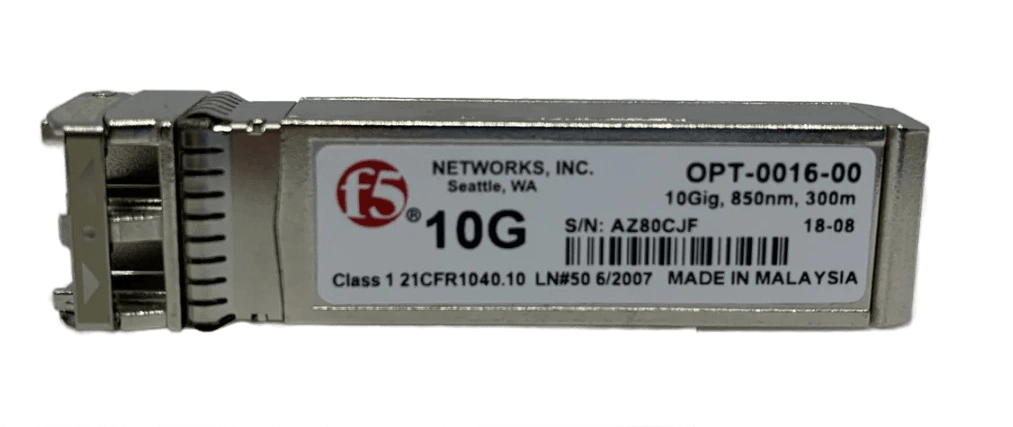 f5®
NETWORKS, INC.
Seattle, WA
10G
OPT-0016-00
10Gig, 850nm, 300m
S/N: AZ80CJF 18-08
Class 1 21CFR1040.10 LN#50 6/2007 MADE IN MALAYSIA